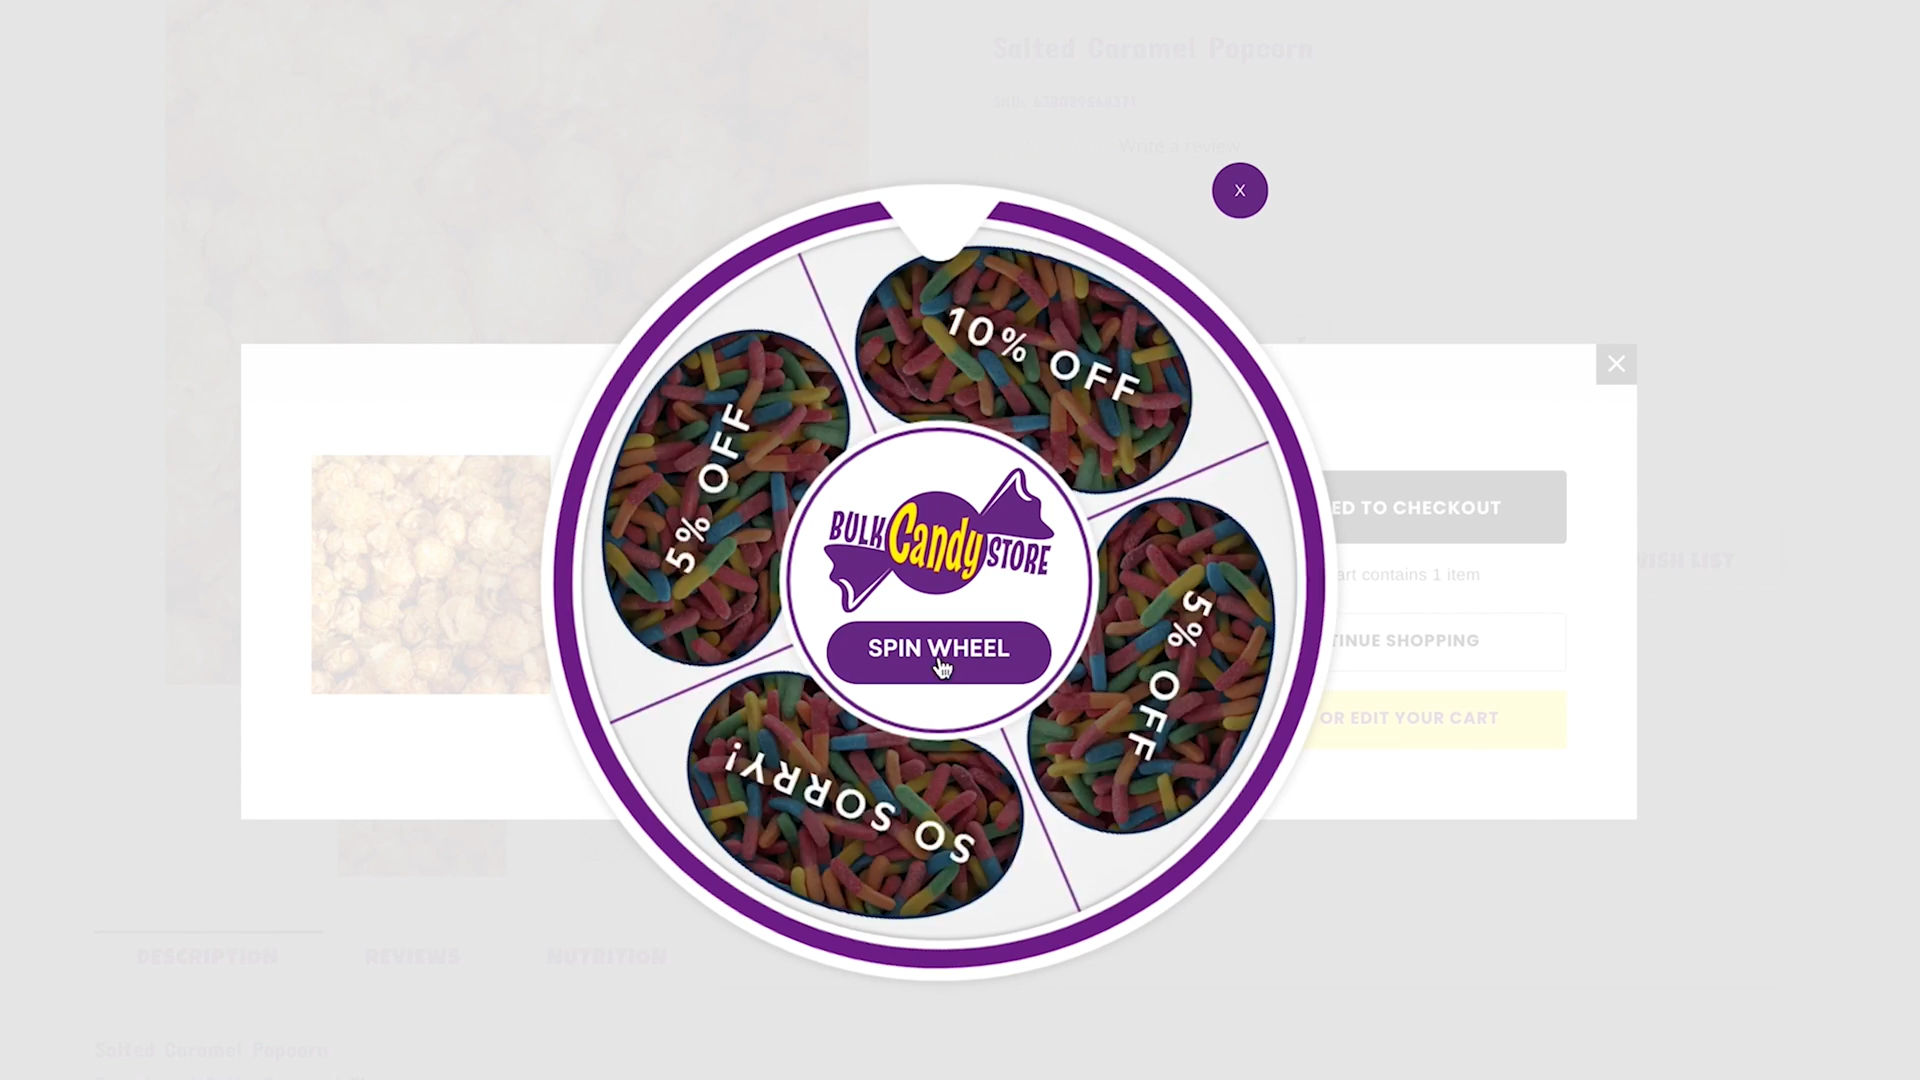 Salted Caramel Popcorn
Write a review
X
10% OFF
5% OFF
5% OFF
SO SORRY!
BULK Candy STORE
SPIN WHEEL
ED TO CHECKOUT
art contains 1 item
TINUE SHOPPING
OR EDIT YOUR CART
WISH LIST
DESCRIPTION
REVIEWS
NUTRITION
Salted Caramel Popcorn